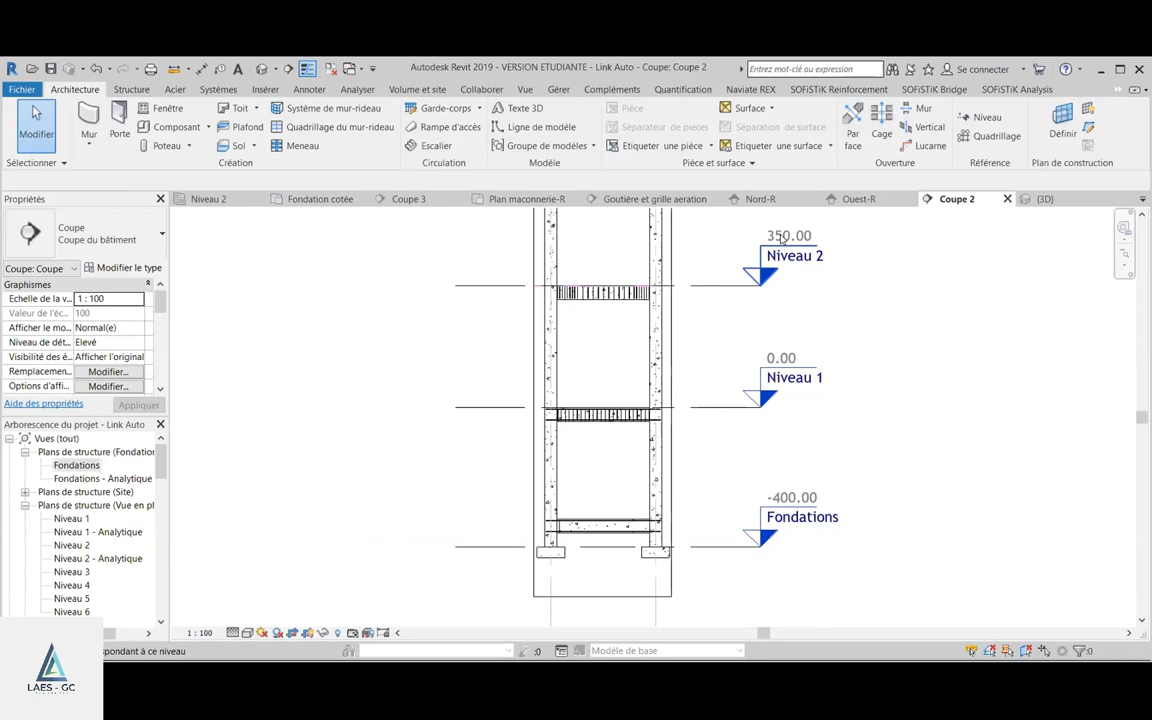 Autodesk Revit 2019 - VERSION ETUDIANTE - Link Auto - Coupe: Coupe 2
Entrez mot-clé ou expression
Se connecter
Fichier Architecture Structure Acier Systèmes Insérer Annoter Analyser Volume et site Collaborer Vue Gérer Compléments Quantification Naviate REX SOFiSTiK Reinforcement SOFiSTiK Bridge SOFiSTiK Analysis
Modifier
Mur
Porte
Fenêtre
Composant
Poteau
Toit
Plafond
Sol
Système de mur-rideau
Quadrillage du mur-rideau
Meneau
Garde-corps
Rampe d'accès
Escalier
Texte 3D
Ligne de modèle
Groupe de modèles
Pièce
Séparateur de pièces
Etiqueter une pièce
Surface
Séparation de surface
Etiqueter une surface
Par
face
Cage
Mur
Vertical
Lucarne
Niveau
Quadrillage
Définir
Sélectionner Création Circulation Modèle Pièce et surface Ouverture Référence Plan de construction
Propriétés
Niveau 2 Fondation cotée Coupe 3 Plan maconnerie-R Goutière et grille aeration Nord-R Ouest-R Coupe 2 {3D}
Coupe
Coupe du bâtiment
Coupe: Coupe Modifier le type
Graphismes
Echelle de la v... 1 : 100
Valeur de l'éc... 100
Afficher le mo... Normal(e)
Niveau de dét... Elevé
Visibilité des é... Afficher l'original
Remplacemen... Modifier...
Options d'affi... Modifier...
Aide des propriétés Appliquer
Arborescence du projet - Link Auto
Vues (tout)
Plans de structure (Fondation
Fondations
Fondations - Analytique
Plans de structure (Site)
Plans de structure (Vue en pl
Niveau 1
Niveau 1 - Analytique
Niveau 2
Niveau 2 - Analytique
Niveau 3
Niveau 4
Niveau 5
Niveau 6
350.00
Niveau 2
0.00
Niveau 1
-400.00
Fondations
1 : 100
spondant à ce niveau
:0
Modèle de base
:0
LAES - GC